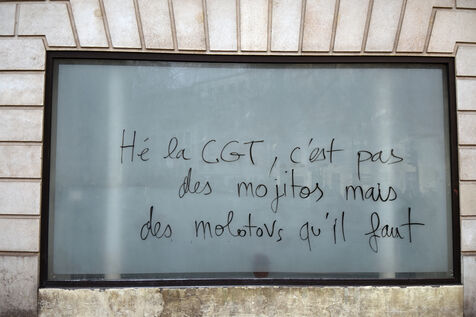 Hé la CGT, c'est pas
des mojitos mais
des molotovs qu'il faut